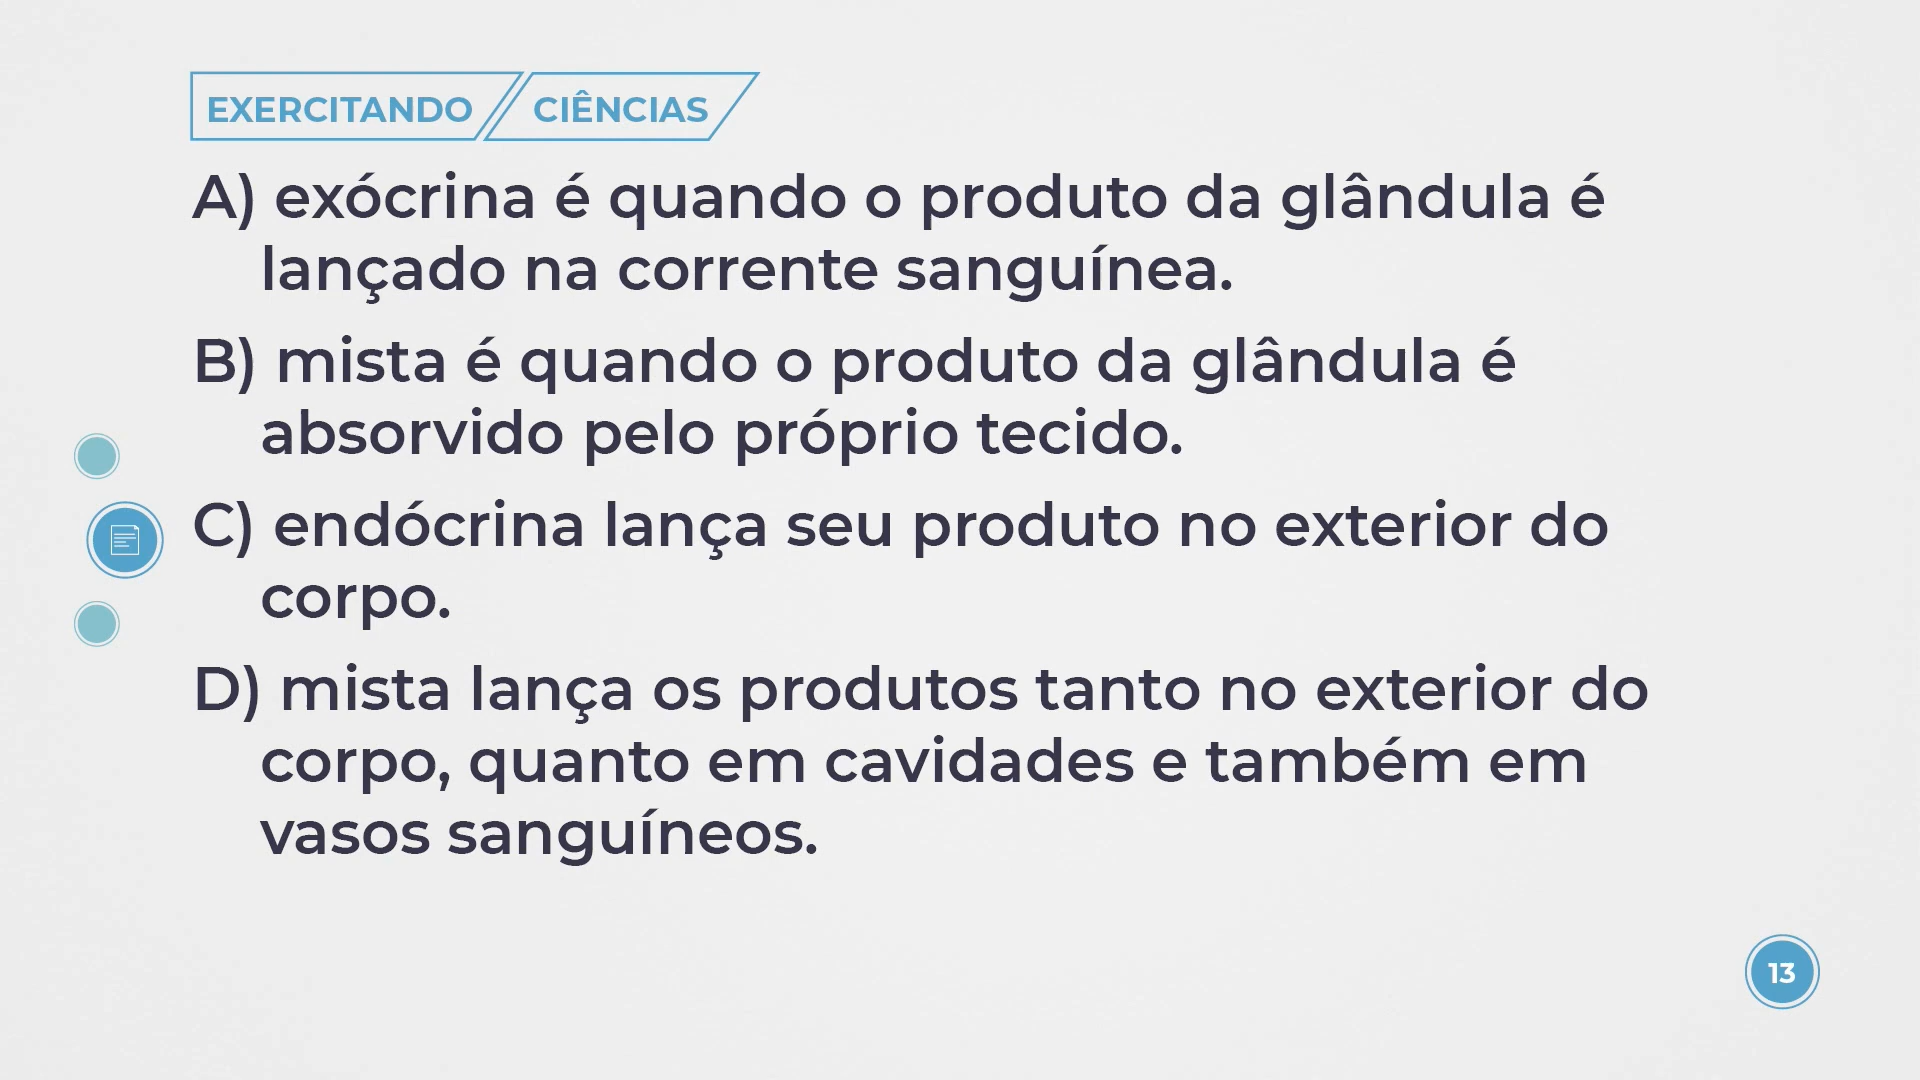 EXERCITANDO CIÊNCIAS
A) exócrina é quando o produto da glândula é
lançado na corrente sanguínea.
B) mista é quando o produto da glândula é
absorvido pelo próprio tecido.
C) endócrina lança seu produto no exterior do
corpo.
D) mista lança os produtos tanto no exterior do
corpo, quanto em cavidades e também em
vasos sanguíneos.
13